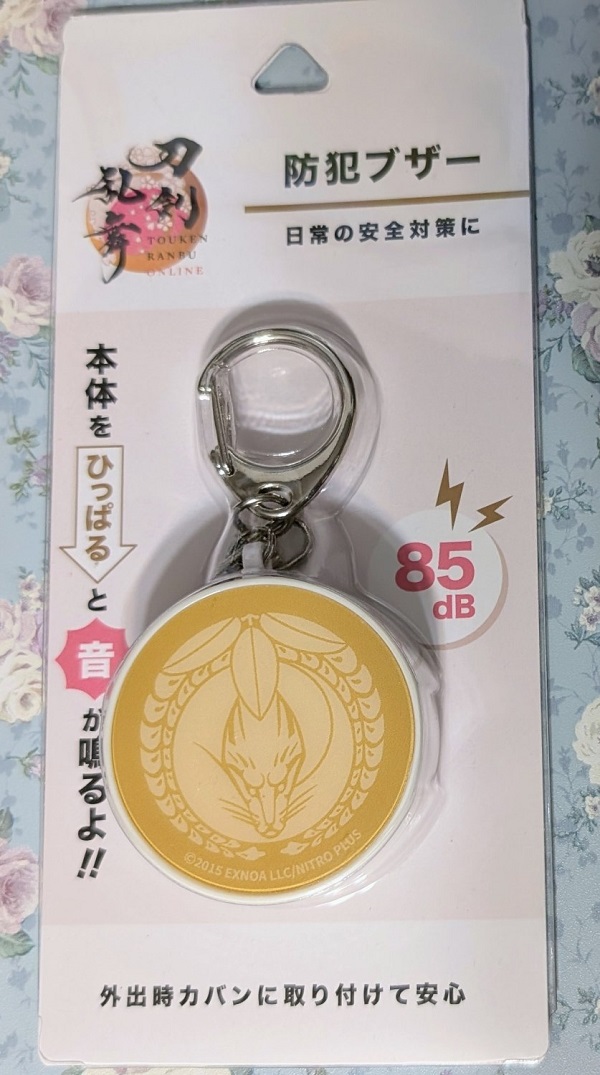 刀剣
乱舞
TOUKEN
RANBU
ONLINE
防犯ブザー
日常の安全対策に
本体を
ひっぱる
と
音
が鳴るよ!!
85
dB
©2015 EXNOA LLC/NITRO PLUS
外出時カバンに取り付けて安心